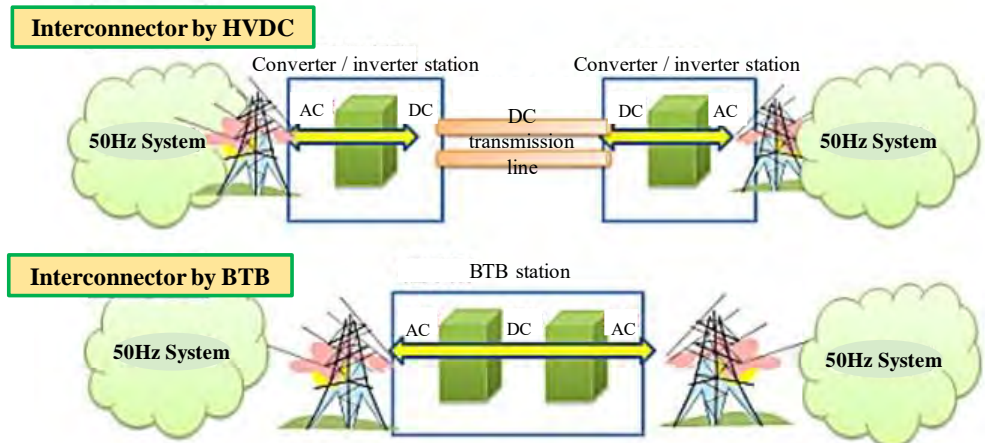 Interconnector by HVDC
Converter / inverter station
Converter / inverter station
AC
DC
DC
AC
50Hz System
DC
transmission
line
50Hz System
Interconnector by BTB
BTB station
AC
DC
AC
50Hz System
50Hz System